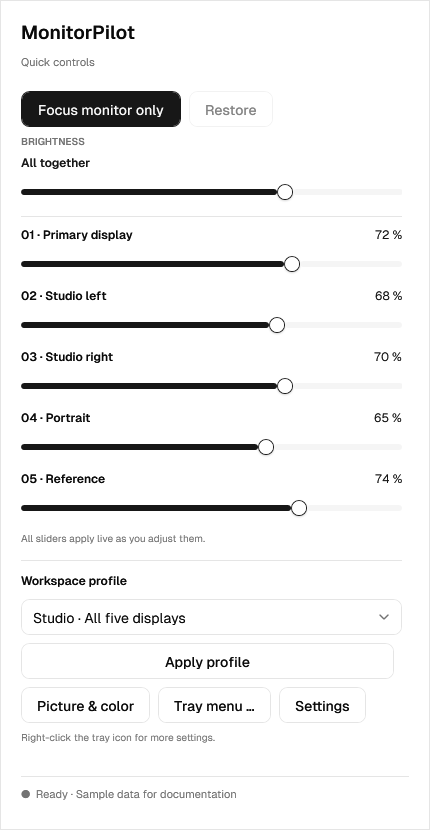 MonitorPilot
Quick controls
Focus monitor only Restore
BRIGHTNESS
All together
01 · Primary display 72 %
02 · Studio left 68 %
03 · Studio right 70 %
04 · Portrait 65 %
05 · Reference 74 %
All sliders apply live as you adjust them.
Workspace profile
Studio · All five displays
Apply profile
Picture & color Tray menu ... Settings
Right-click the tray icon for more settings.
Ready · Sample data for documentation